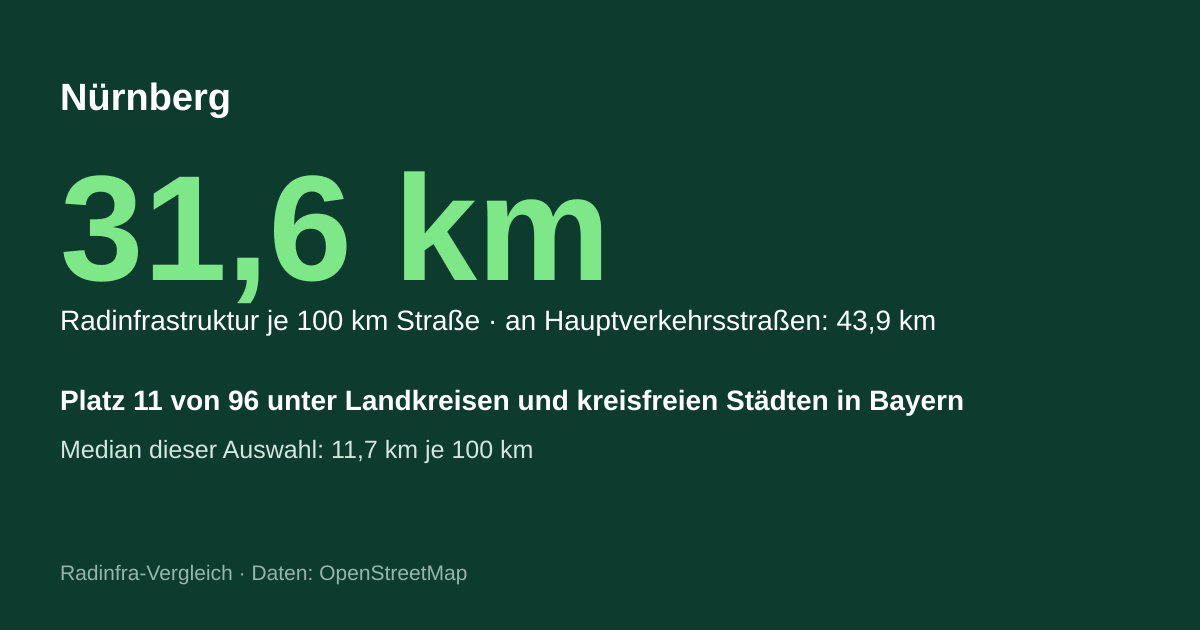 Nürnberg
31,6 km
Radinfrastruktur je 100 km Straße · an Hauptverkehrsstraßen: 43,9 km
Platz 11 von 96 unter Landkreisen und kreisfreien Städten in Bayern
Median dieser Auswahl: 11,7 km je 100 km
Radinfra-Vergleich · Daten: OpenStreetMap